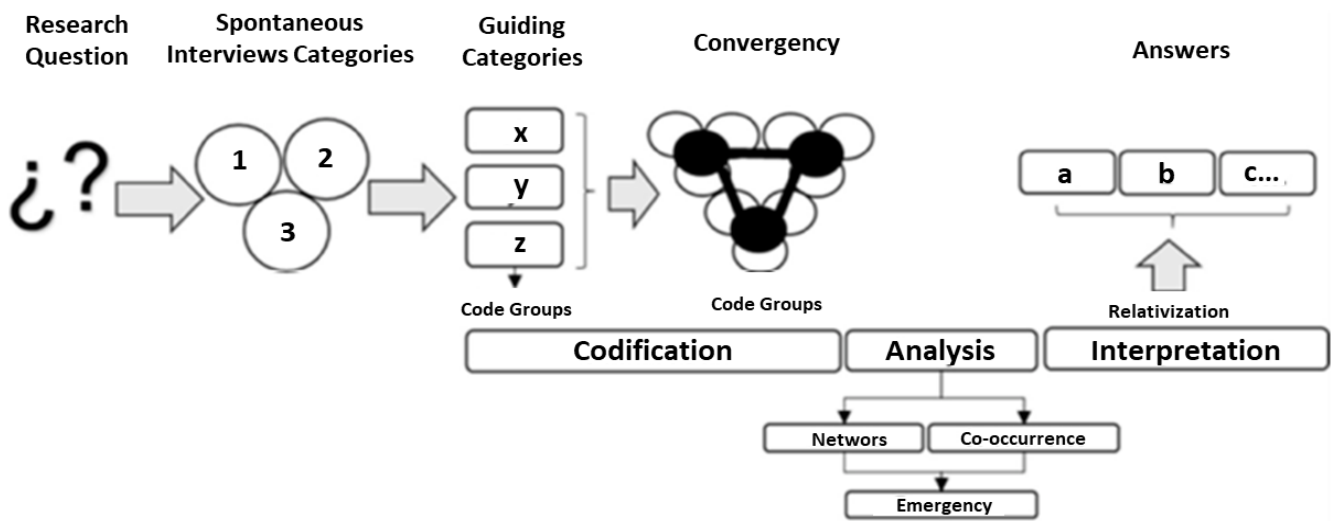 Research
Question
Spontaneous
Interviews Categories
Guiding
Categories
Convergency
Answers
¿?
1
2
3
x
y
z
a
b
c...
Code Groups
Code Groups
Relativization
Codification
Analysis
Interpretation
Networs
Co-occurrence
Emergency